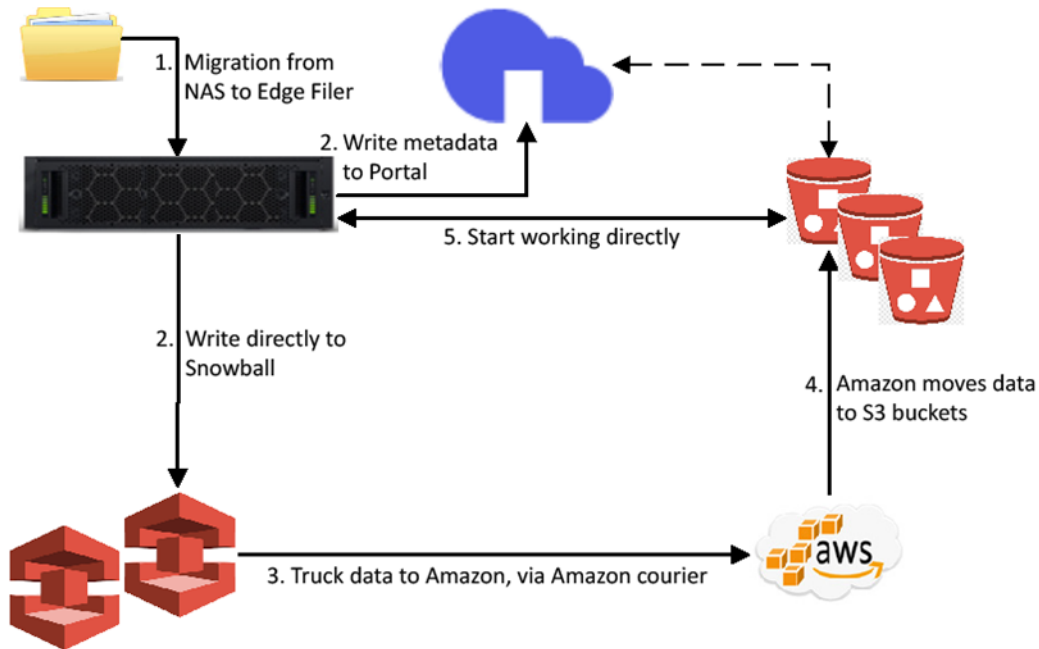 1. Migration from
NAS to Edge Filer
2. Write metadata
to Portal
5. Start working directly
2. Write directly to
Snowball
4. Amazon moves data
to S3 buckets
aws
3. Truck data to Amazon, via Amazon courier